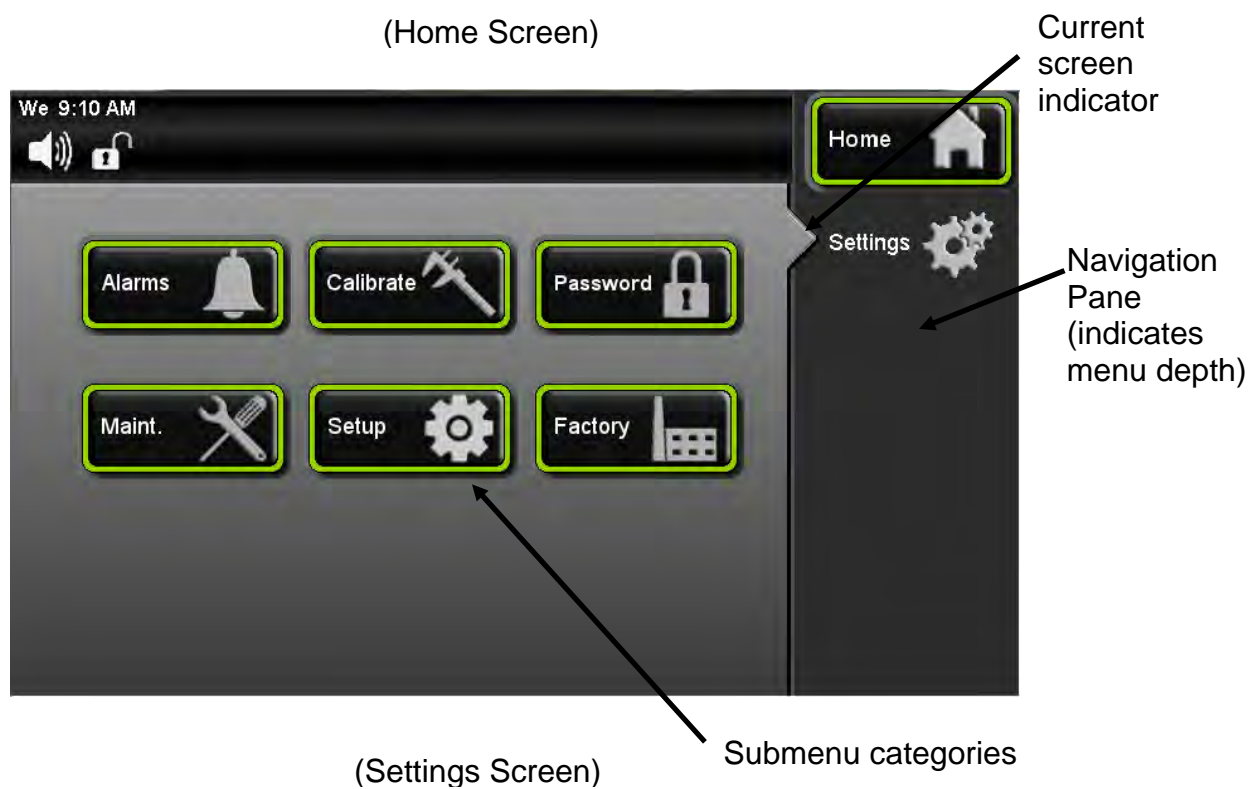 (Home Screen)
Current
screen
indicator
We 9:10 AM
Home
Settings
Navigation
Pane
(indicates
menu depth)
Alarms
Calibrate
Password
Maint.
Setup
Factory
Submenu categories
(Settings Screen)